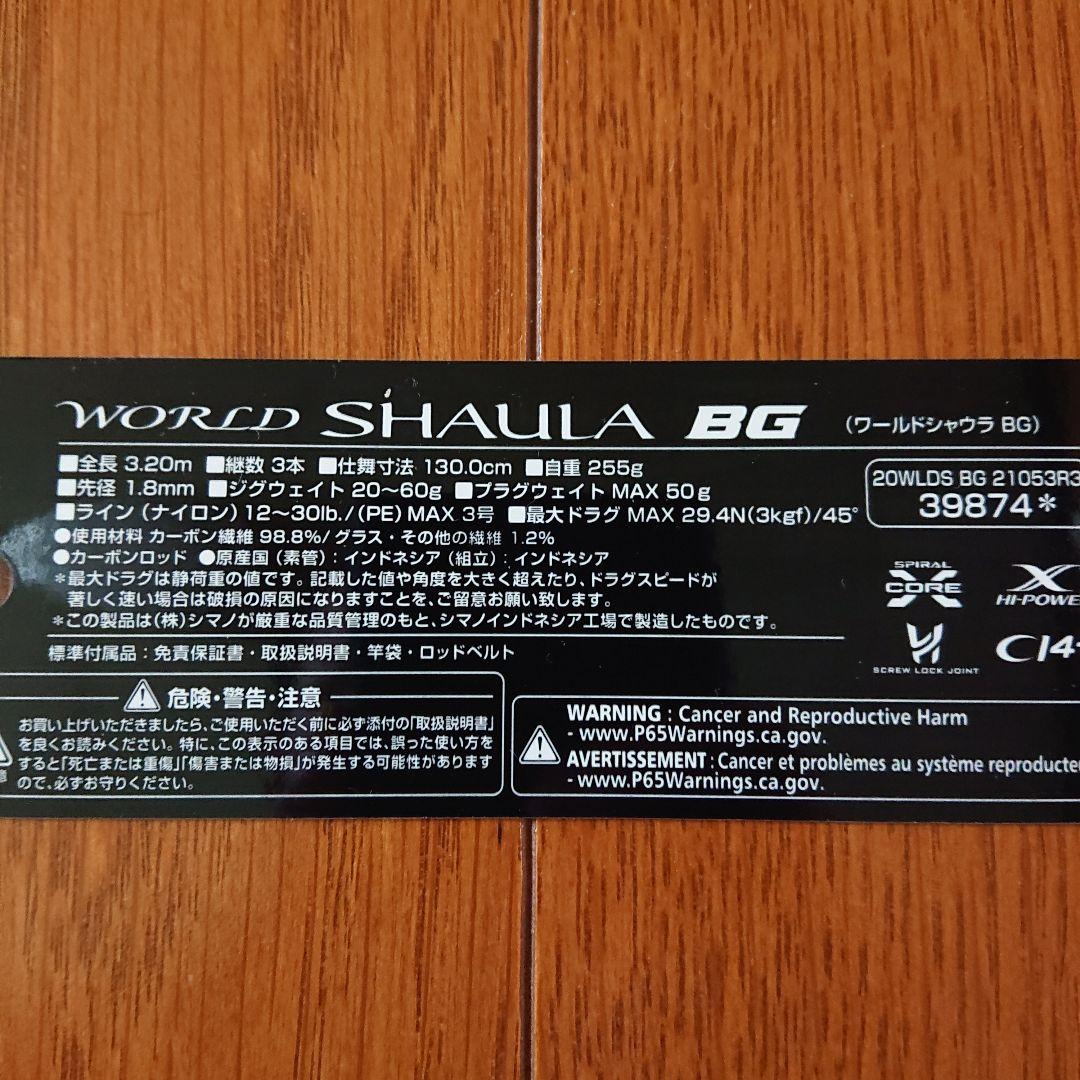 WORLD SHAULA BG (ワールドシャウラ BG)
■全長 3.20m ■継数 3本 ■仕舞寸法 130.0cm ■自重 255g
■先径 1.8mm ■ジグウェイト 20〜60g ■プラグウェイト MAX 50g
■ライン(ナイロン)12〜30lb./(PE)MAX 3号 ■最大ドラグ MAX 29.4N(3kgf)/45°
20WLDS BG 21053R3
39874*
●使用材料 カーボン繊維 98.8%/グラス・その他の繊維 1.2%
●カーボンロッド ●原産国(素管):インドネシア(組立):インドネシア
*最大ドラグは静荷重の値です。記載した値や角度を大きく超えたり、ドラグスピードが
著しく速い場合は破損の原因になりますことを、ご留意お願い致します。
*この製品は(株)シマノが厳重な品質管理のもと、シマノインドネシア工場で製造したものです。
標準付属品:免責保証書・取扱説明書・竿袋・ロッドベルト
SPIRAL
X
CORE
X
HI-POWE
SCREW LOCK JOINT
CI4+
危険・警告・注意
お買い上げいただきましたら、ご使用いただく前に必ず添付の「取扱説明書」
を良くお読みください。特に、この表示のある項目では、誤った使い方を
すると「死亡または重傷」「傷害または物損」が発生する可能性があります
ので、必ずお守りください。
WARNING : Cancer and Reproductive Harm
- www.P65Warnings.ca.gov.
AVERTISSEMENT : Cancer et problèmes au système reproducte
- www.P65Warnings.ca.gov.